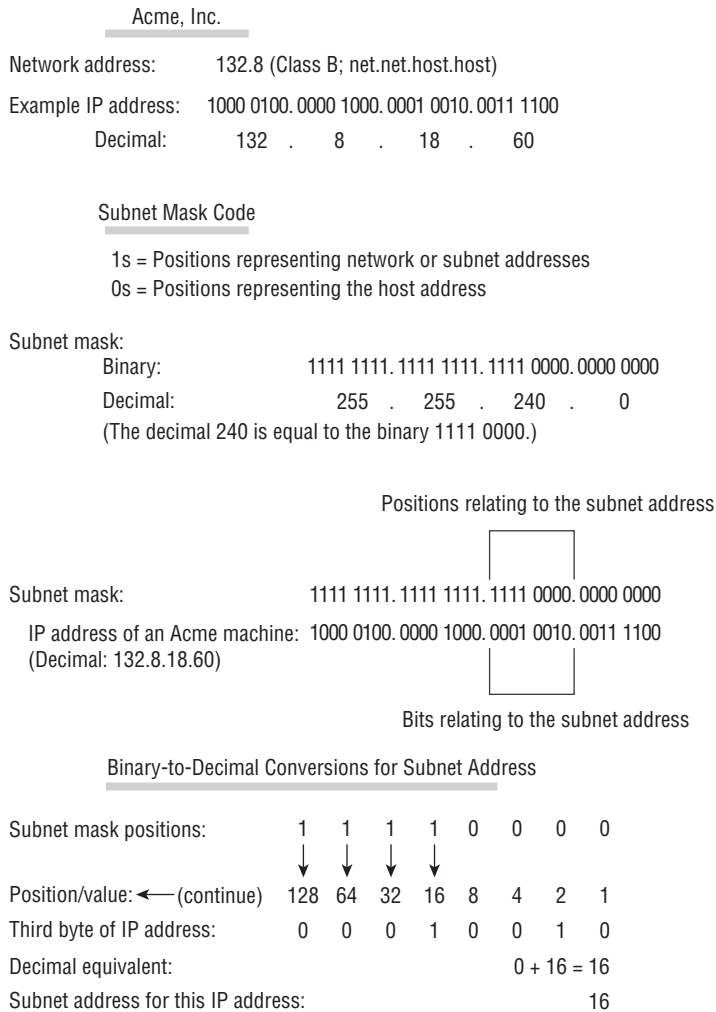 Acme, Inc.
Network address: 132.8 (Class B; net.net.host.host)
Example IP address: 1000 0100. 0000 1000. 0001 0010. 0011 1100
Decimal: 132 . 8 . 18 . 60
Subnet Mask Code
1s = Positions representing network or subnet addresses
0s = Positions representing the host address
Subnet mask:
Binary: 1111 1111. 1111 1111. 1111 0000. 0000 0000
Decimal: 255 . 255 . 240 . 0
(The decimal 240 is equal to the binary 1111 0000.)
Positions relating to the subnet address
Subnet mask: 1111 1111. 1111 1111. 1111 0000. 0000 0000
IP address of an Acme machine: 1000 0100. 0000 1000. 0001 0010. 0011 1100
(Decimal: 132.8.18.60)
Bits relating to the subnet address
Binary-to-Decimal Conversions for Subnet Address
Subnet mask positions: 1 1 1 1 0 0 0 0
Position/value: (continue) 128 64 32 16 8 4 2 1
Third byte of IP address: 0 0 0 1 0 0 1 0
Decimal equivalent: 0 + 16 = 16
Subnet address for this IP address: 16